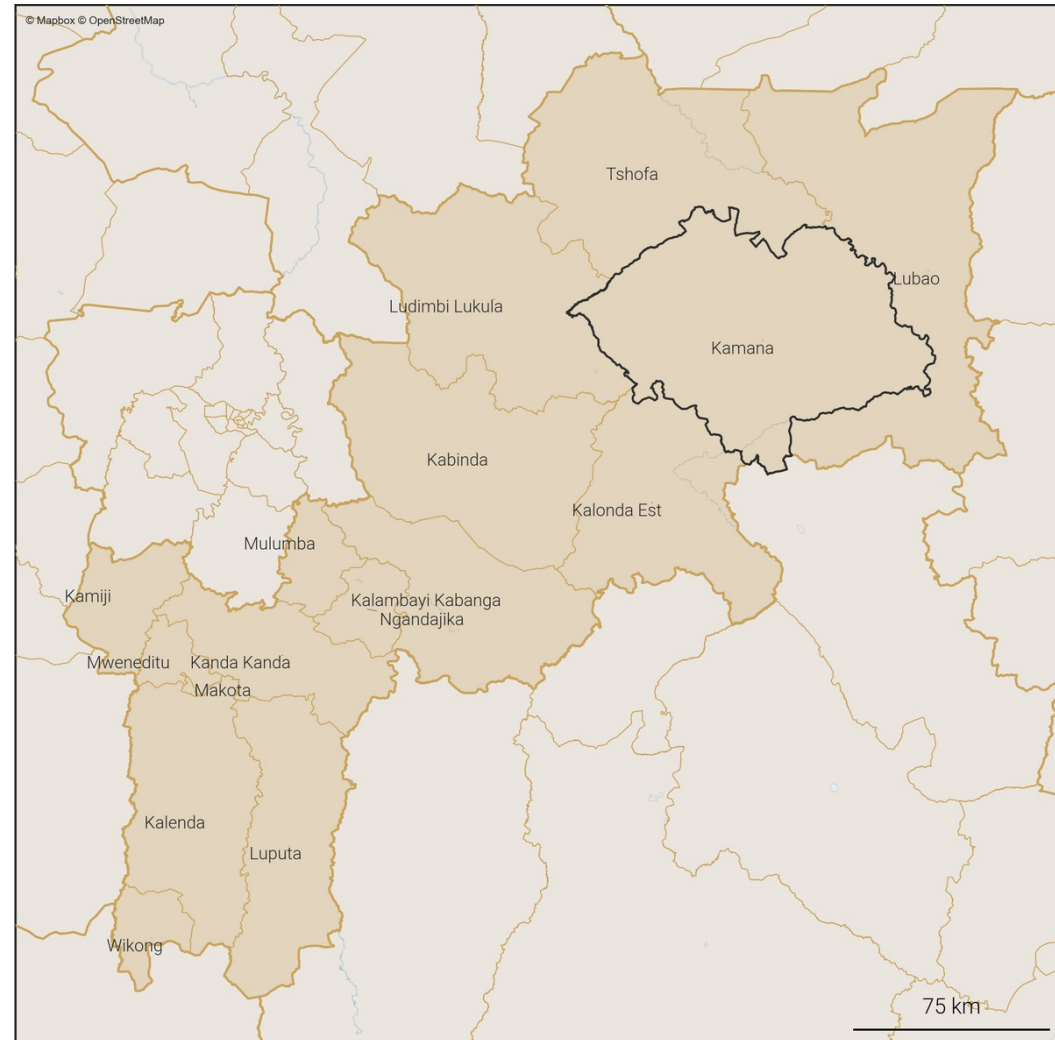 © Mapbox © OpenStreetMap
Tshofa
Lubao
Ludimbi Lukula
Kamana
Kabinda
Kalonda Est
Mulumba
Kamiji
Kalambayi Kabanga
Ngandajika
Mweneditu
Kanda Kanda
Makota
Kalenda
Luputa
Wikong
75 km